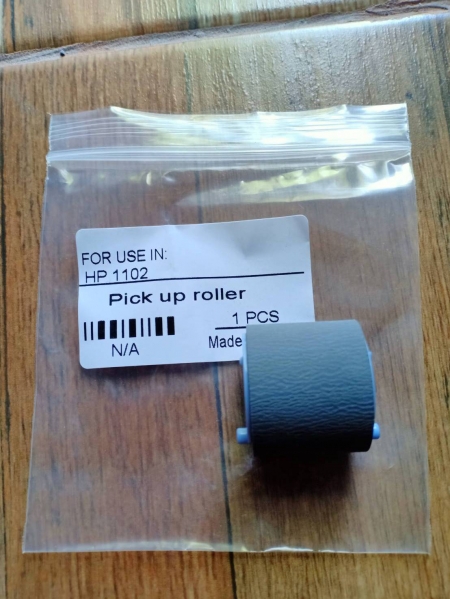 FOR USE IN:
HP 1102
Pick up roller
1 PCS
N/A
Made